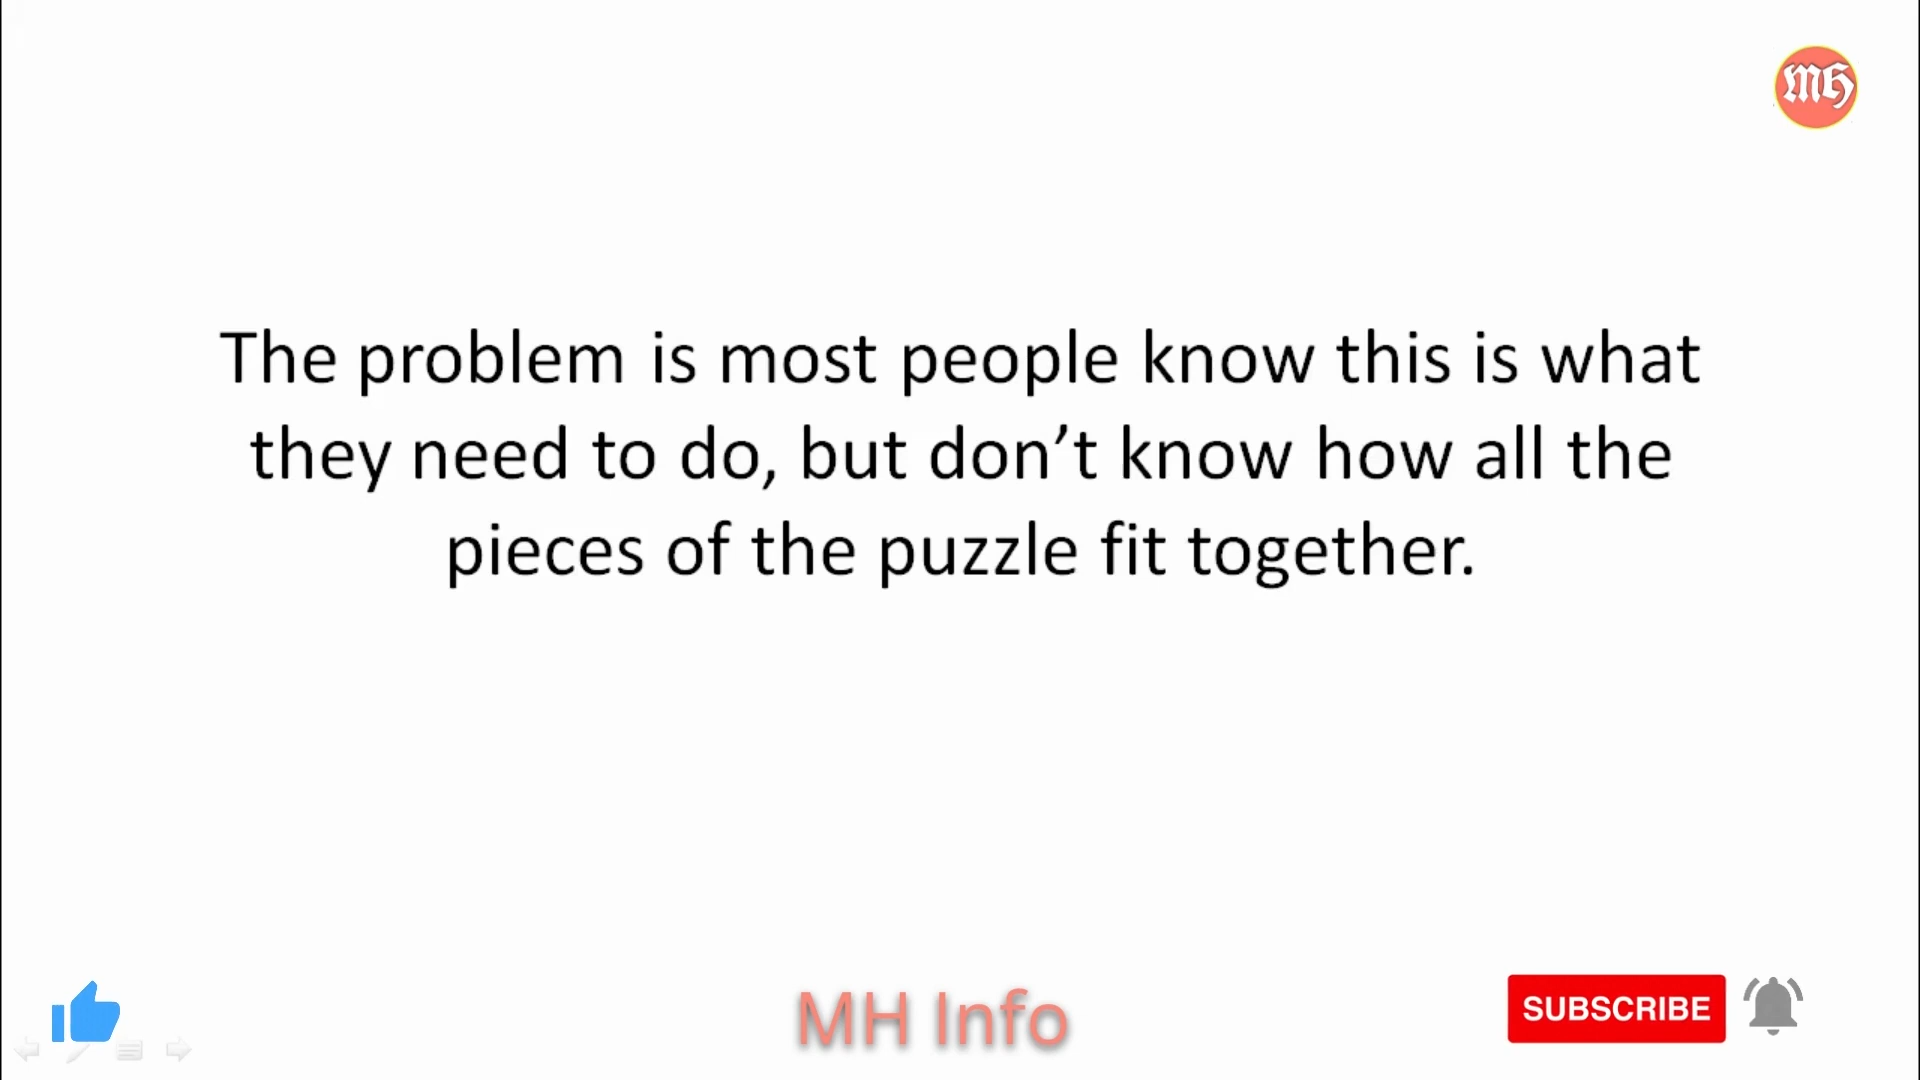 MH
The problem is most people know this is what
they need to do, but don’t know how all the
pieces of the puzzle fit together.
MH Info
SUBSCRIBE